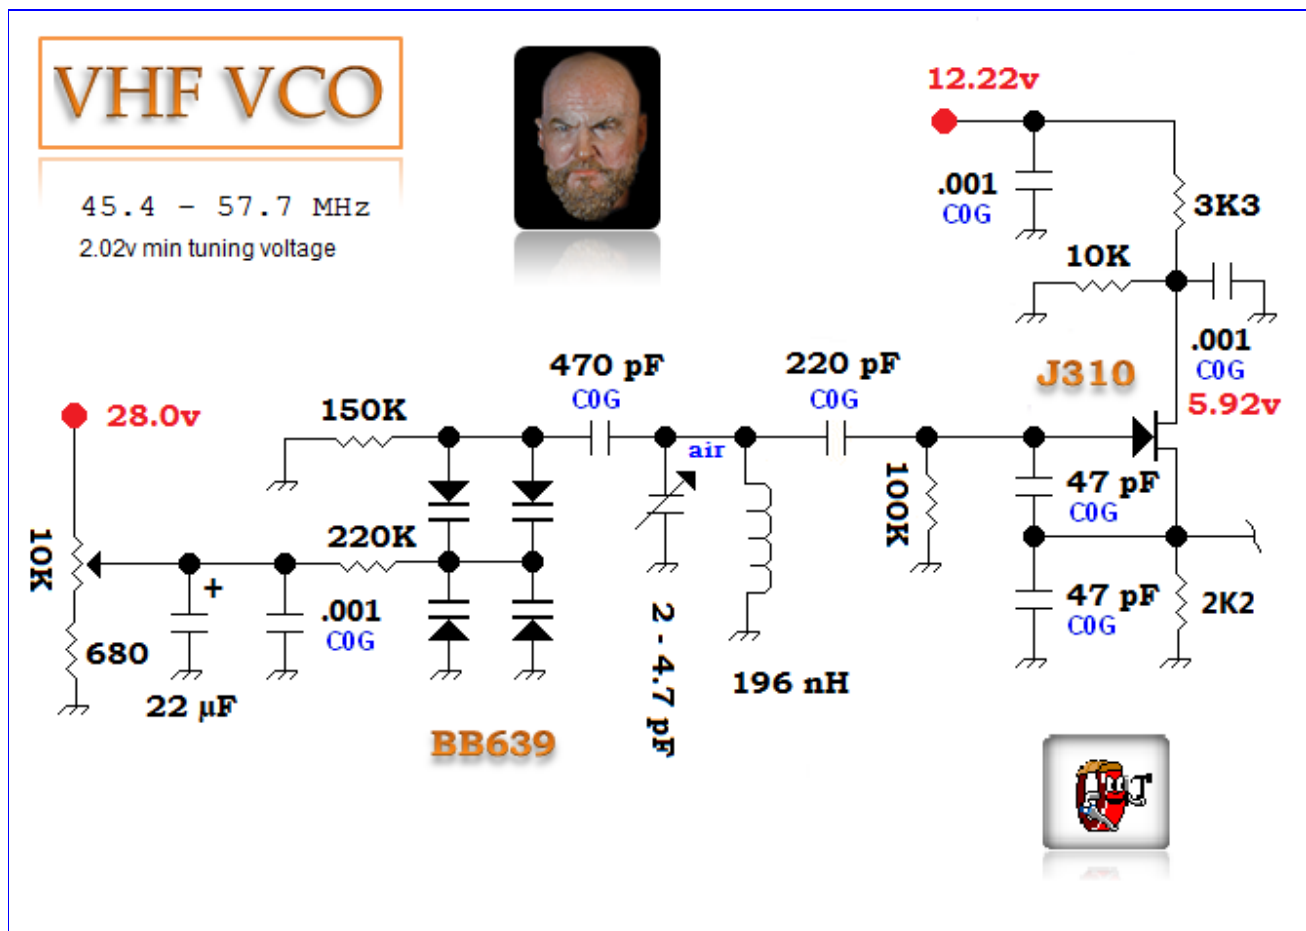 VHF VCO
45.4 – 57.7 MHz
2.02v min tuning voltage
12.22v
.001
C0G
3K3
10K
.001
C0G
J310
5.92v
470 pF
C0G
220 pF
C0G
28.0v
150K
air
100K
47 pF
C0G
10K
220K
+
.001
C0G
680
22 µF
2 - 4.7 pF
47 pF
C0G
2K2
196 nH
BB639